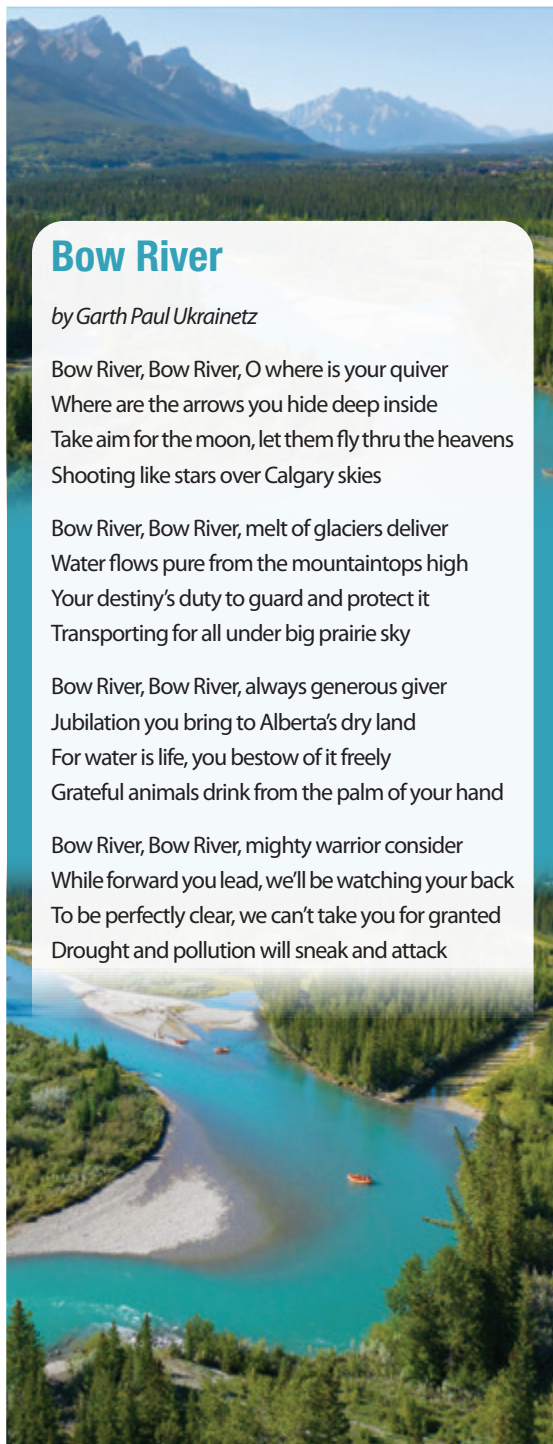 Bow River
by Garth Paul Ukrainetz
Bow River, Bow River, O where is your quiver
Where are the arrows you hide deep inside
Take aim for the moon, let them fly thru the heavens
Shooting like stars over Calgary skies
Bow River, Bow River, melt of glaciers deliver
Water flows pure from the mountaintops high
Your destiny’s duty to guard and protect it
Transporting for all under big prairie sky
Bow River, Bow River, always generous giver
Jubilation you bring to Alberta’s dry land
For water is life, you bestow of it freely
Grateful animals drink from the palm of your hand
Bow River, Bow River, mighty warrior consider
While forward you lead, we’ll be watching your back
To be perfectly clear, we can’t take you for granted
Drought and pollution will sneak and attack